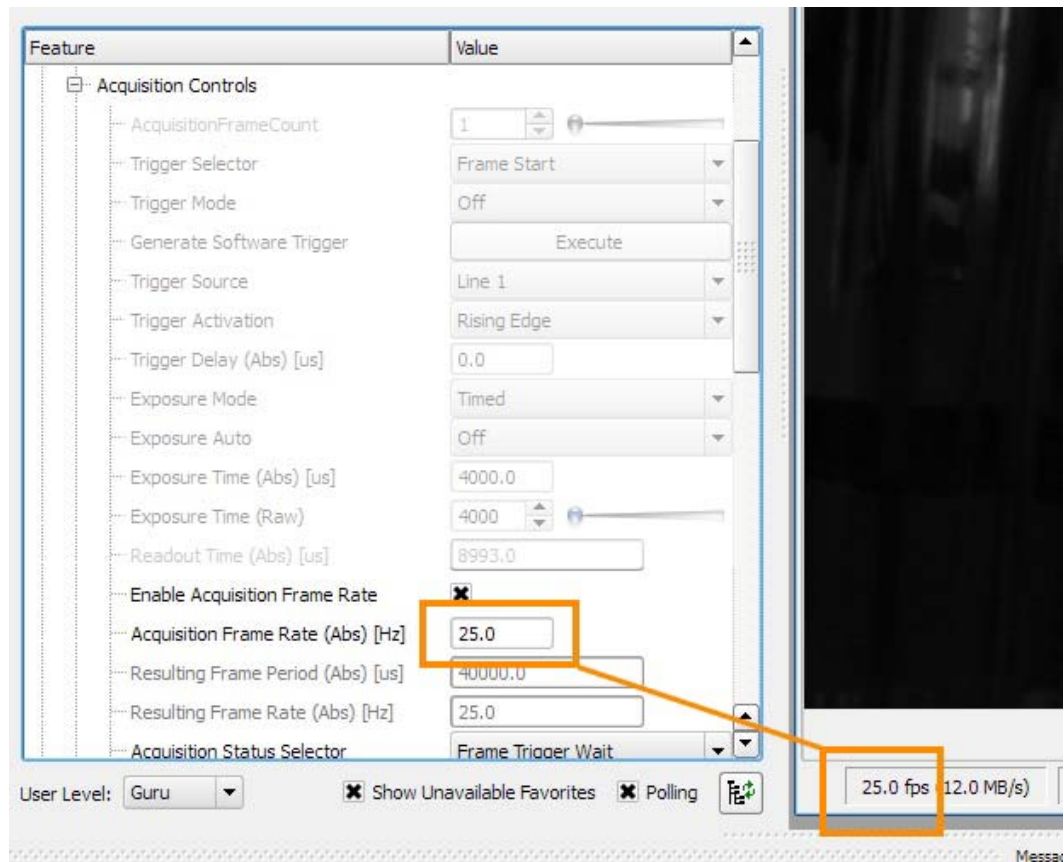 Feature Value
Acquisition Controls
AcquisitionFrameCount 1
Trigger Selector Frame Start
Trigger Mode Off
Generate Software Trigger Execute
Trigger Source Line 1
Trigger Activation Rising Edge
Trigger Delay (Abs) [us] 0.0
Exposure Mode Timed
Exposure Auto Off
Exposure Time (Abs) [us] 4000.0
Exposure Time (Raw) 4000
Readout Time (Abs) [us] 8993.0
Enable Acquisition Frame Rate
Acquisition Frame Rate (Abs) [Hz] 25.0
Resulting Frame Period (Abs) [us] 40000.0
Resulting Frame Rate (Abs) [Hz] 25.0
Acquisition Status Selector Frame Trigger Wait
User Level: Guru Show Unavailable Favorites Polling 25.0 fps (12.0 MB/s)